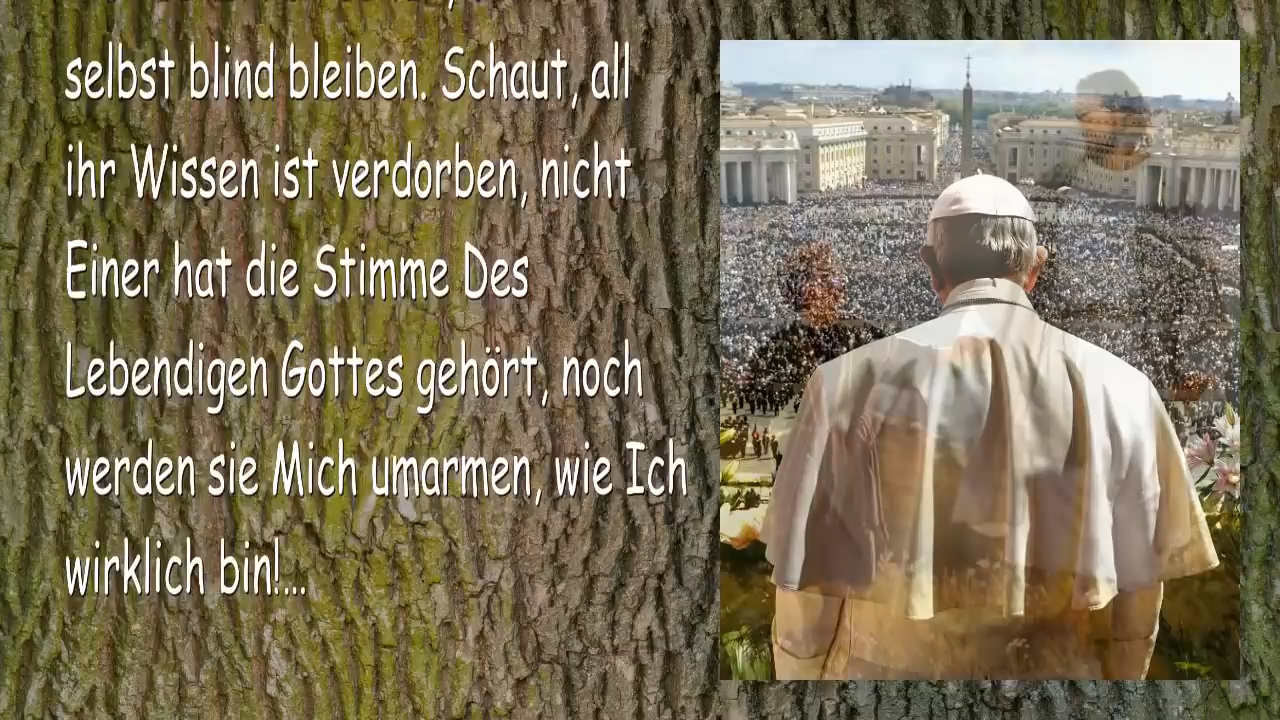 selbst blind bleiben. Schaut, all
ihr Wissen ist verdorben, nicht
Einer hat die Stimme Des
Lebendigen Gottes gehört, noch
werden sie Mich umarmen, wie Ich
wirklich bin!...